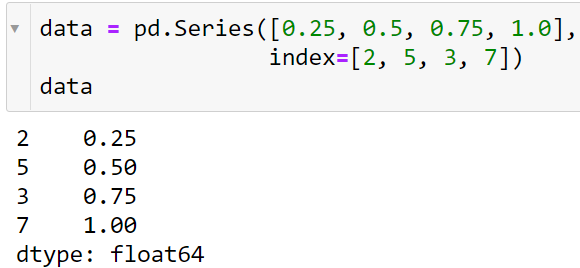 data = pd.Series([0.25, 0.5, 0.75, 1.0],
                 index=[2, 5, 3, 7])
data
2    0.25
5    0.50
3    0.75
7    1.00
dtype: float64